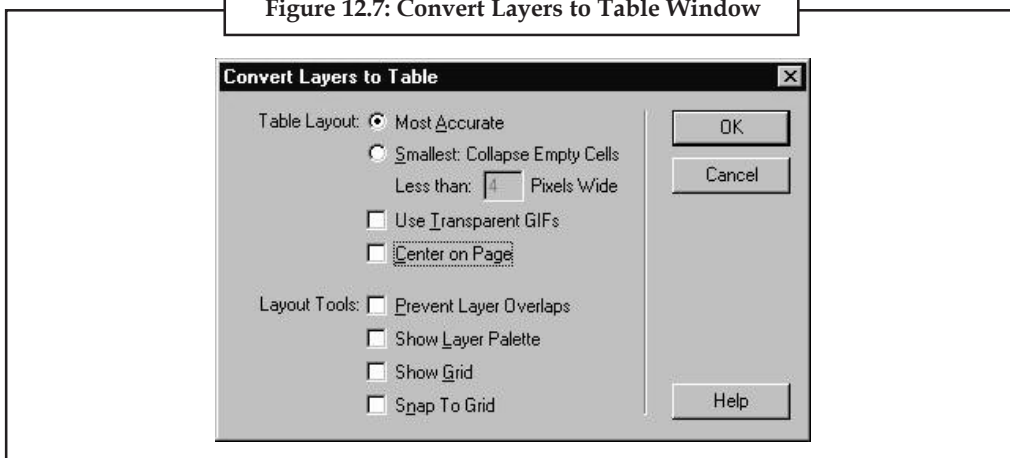 Figure 12.7: Convert Layers to Table Window
Convert Layers to Table
Table Layout: Most Accurate
Smallest: Collapse Empty Cells
Less than: 4 Pixels Wide
Use Transparent GIFs
Center on Page
Layout Tools: Prevent Layer Overlaps
Show Layer Palette
Show Grid
Snap To Grid
OK
Cancel
Help